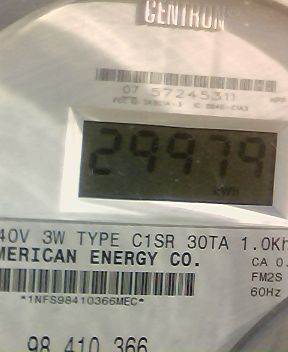 CENTRON
07 57245311
29979
kWh
40V 3W TYPE C1SR 30TA 1.0Kh
MERICAN ENERGY CO.
CA 0.
FM2S
*1NFS98410366MEC*
60Hz
98 410 366